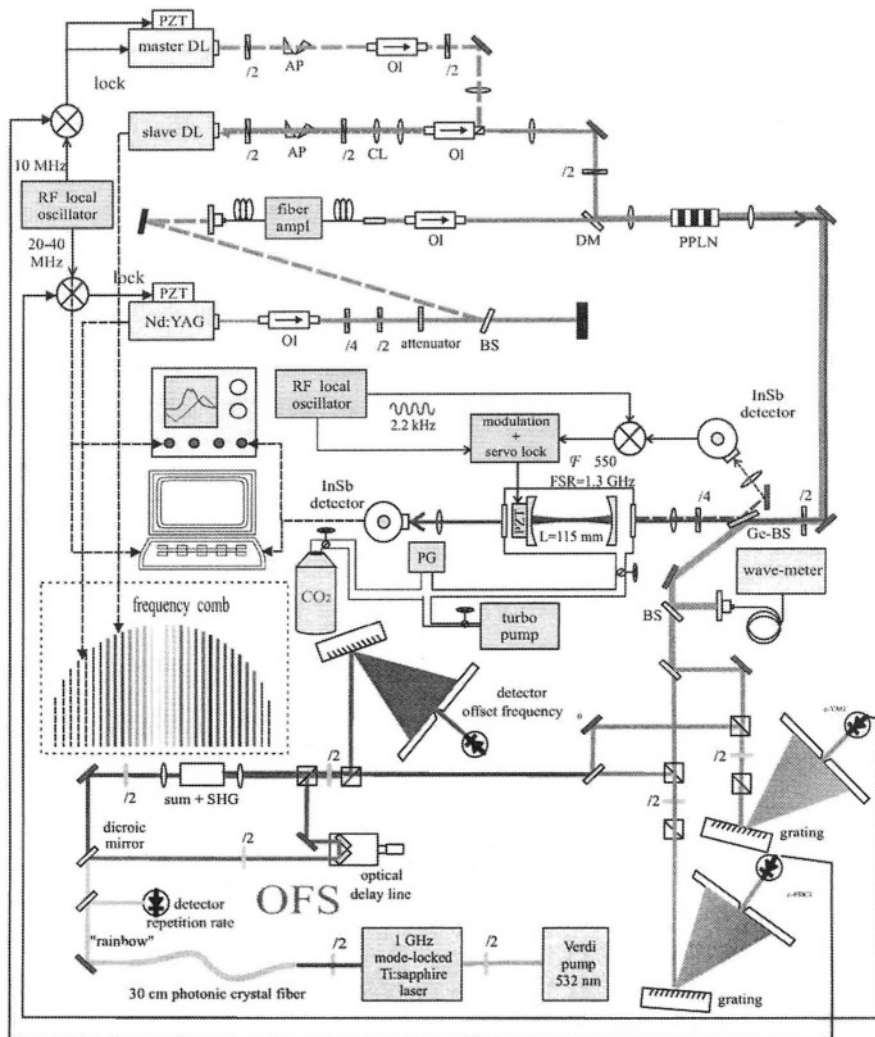 PZT
master DL
/2
AP
OI
/2
lock
slave DL
/2
AP
/2
CL
OI
/2
10 MHz
RF local
oscillator
fiber
ampl
OI
DM
PPLN
20-40
MHz
lock
PZT
Nd:YAG
OI
/4
/2
attenuator
BS
RF local
oscillator
2.2 kHz
modulation
+
servo lock
InSb
detector
ℱ 550
FSR=1.3 GHz
InSb
detector
PZT
L=115 mm
/4
/2
Ge-BS
PG
CO₂
turbo
pump
wave-meter
BS
frequency comb
detector
offset frequency
/2
sum + SHG
/2
/2
/2
grating
dicroic
mirror
/2
optical
delay line
OFS
detector
repetition rate
"rainbow"
/2
1 GHz
mode-locked
Ti:sapphire
laser
/2
Verdi
pump
532 nm
30 cm photonic crystal fiber
grating